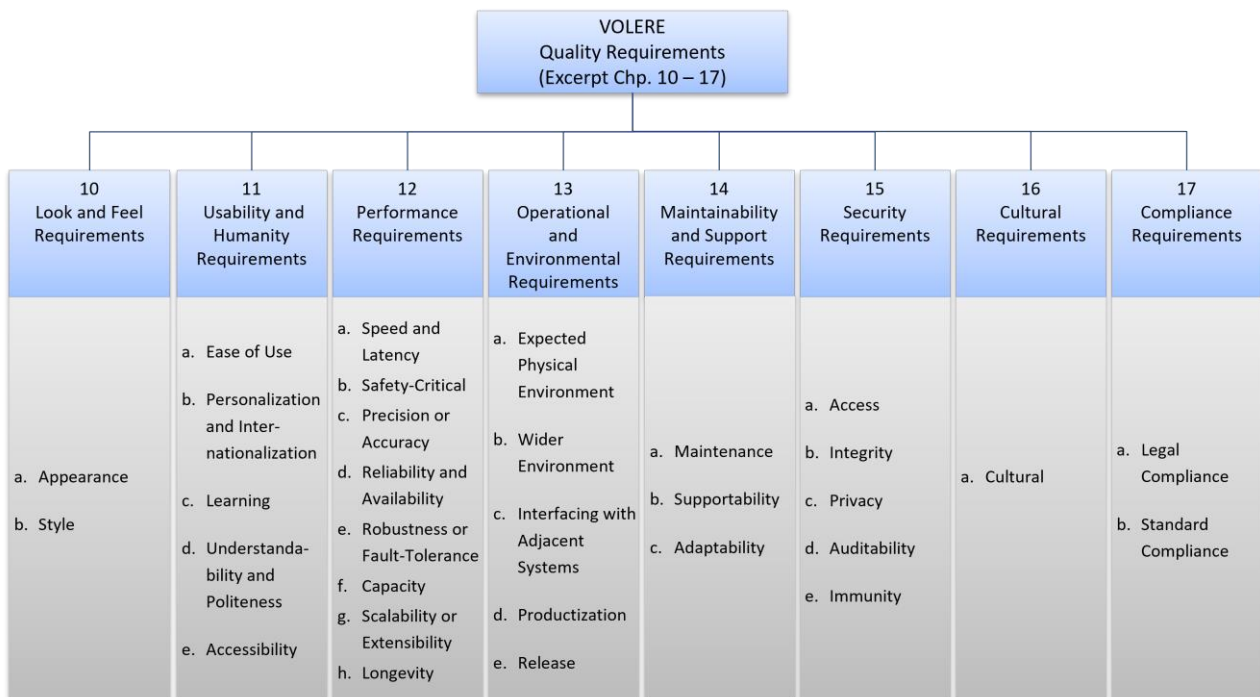 VOLERE
Quality Requirements
(Excerpt Chp. 10 – 17)
10
Look and Feel
Requirements
a. Appearance
b. Style
11
Usability and
Humanity
Requirements
a. Ease of Use
b. Personalization
and Inter-
nationalization
c. Learning
d. Understanda-
bility and
Politeness
e. Accessibility
12
Performance
Requirements
a. Speed and
Latency
b. Safety-Critical
c. Precision or
Accuracy
d. Reliability and
Availability
e. Robustness or
Fault-Tolerance
f. Capacity
g. Scalability or
Extensibility
h. Longevity
13
Operational
and
Environmental
Requirements
a. Expected
Physical
Environment
b. Wider
Environment
c. Interfacing with
Adjacent
Systems
d. Productization
e. Release
14
Maintainability
and Support
Requirements
a. Maintenance
b. Supportability
c. Adaptability
15
Security
Requirements
a. Access
b. Integrity
c. Privacy
d. Auditability
e. Immunity
16
Cultural
Requirements
a. Cultural
17
Compliance
Requirements
a. Legal
Compliance
b. Standard
Compliance